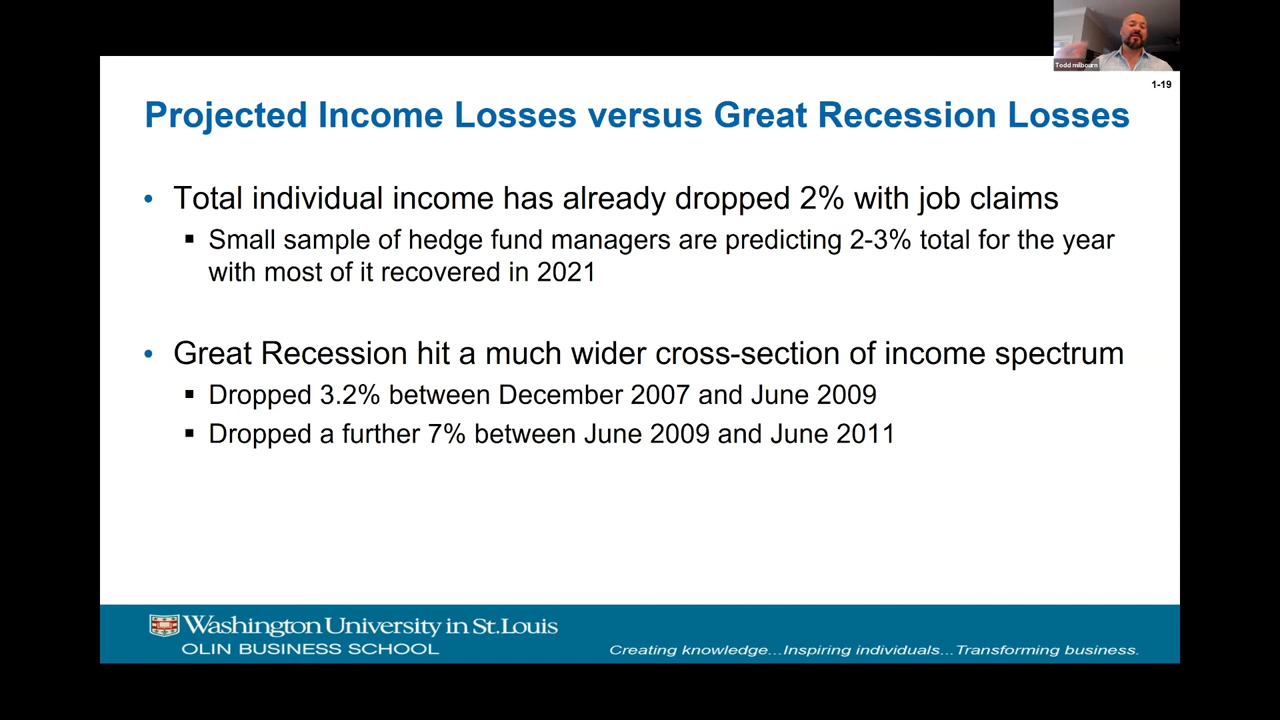 Todd milbourn
1-19
Projected Income Losses versus Great Recession Losses
• Total individual income has already dropped 2% with job claims
▪ Small sample of hedge fund managers are predicting 2-3% total for the year
with most of it recovered in 2021
• Great Recession hit a much wider cross-section of income spectrum
▪ Dropped 3.2% between December 2007 and June 2009
▪ Dropped a further 7% between June 2009 and June 2011
Washington University in St. Louis
OLIN BUSINESS SCHOOL
Creating knowledge...Inspiring individuals...Transforming business.